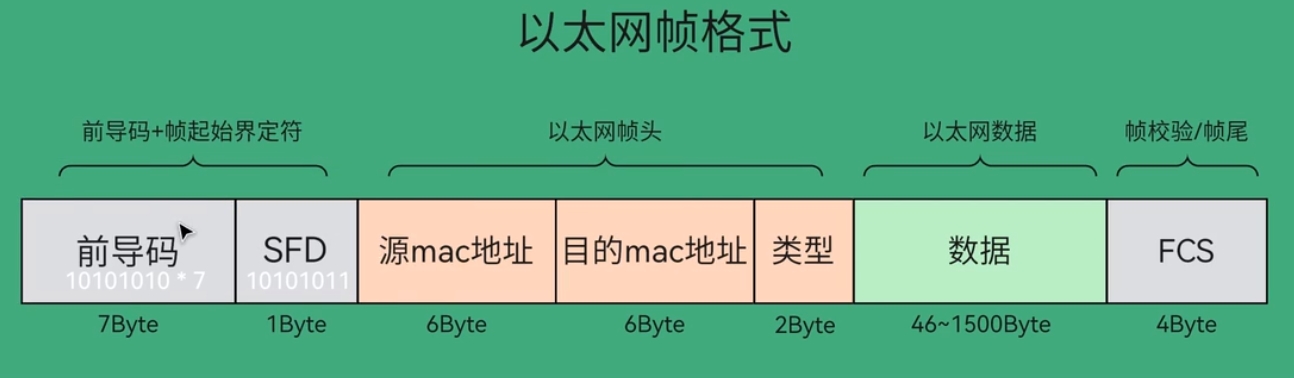 以太网帧格式
前导码+帧起始界定符 以太网帧头 以太网数据 帧校验/帧尾
前导码 SFD 源mac地址 目的mac地址 类型 数据 FCS
10101010 * 7 10101011
7Byte 1Byte 6Byte 6Byte 2Byte 46~1500Byte 4Byte